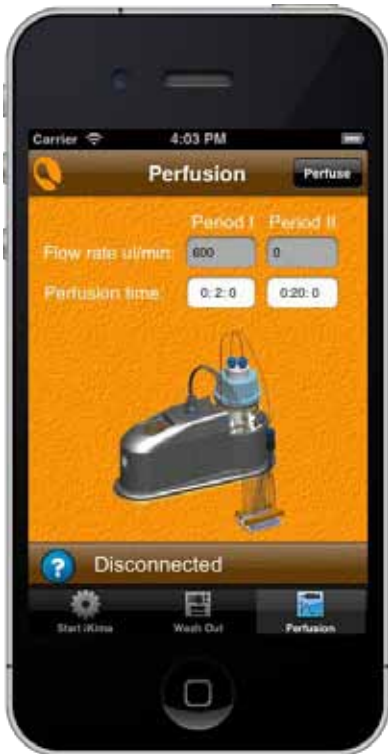 Carrier 4:03 PM
Perfusion Perfuse
Period I Period II
Flow rate ul/min: 600 0
Perfusion time: 0: 2: 0 0:20: 0
? Disconnected
Start iKima Wash Out Perfusion